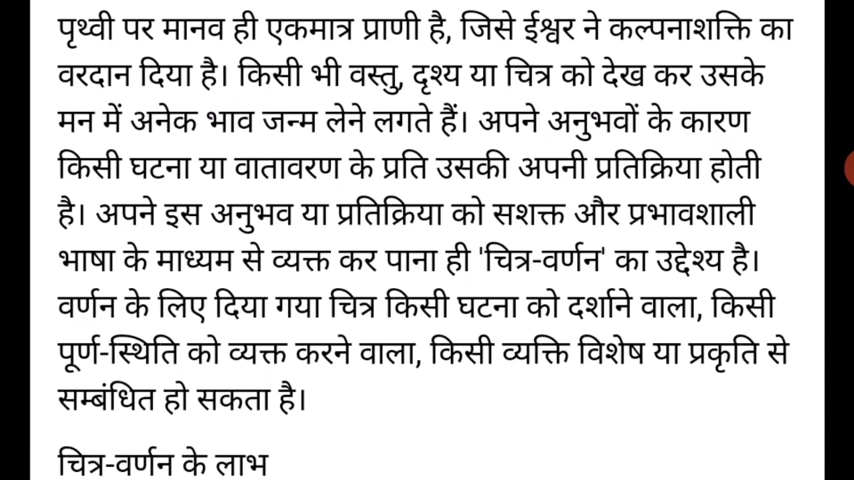 पृथ्वी पर मानव ही एकमात्र प्राणी है, जिसे ईश्वर ने कल्पनाशक्ति का
वरदान दिया है। किसी भी वस्तु, दृश्य या चित्र को देख कर उसके
मन में अनेक भाव जन्म लेने लगते हैं। अपने अनुभवों के कारण
किसी घटना या वातावरण के प्रति उसकी अपनी प्रतिक्रिया होती
है। अपने इस अनुभव या प्रतिक्रिया को सशक्त और प्रभावशाली
भाषा के माध्यम से व्यक्त कर पाना ही 'चित्र-वर्णन' का उद्देश्य है।
वर्णन के लिए दिया गया चित्र किसी घटना को दर्शाने वाला, किसी
पूर्ण-स्थिति को व्यक्त करने वाला, किसी व्यक्ति विशेष या प्रकृति से
सम्बंधित हो सकता है।
चित्र-वर्णन के लाभ